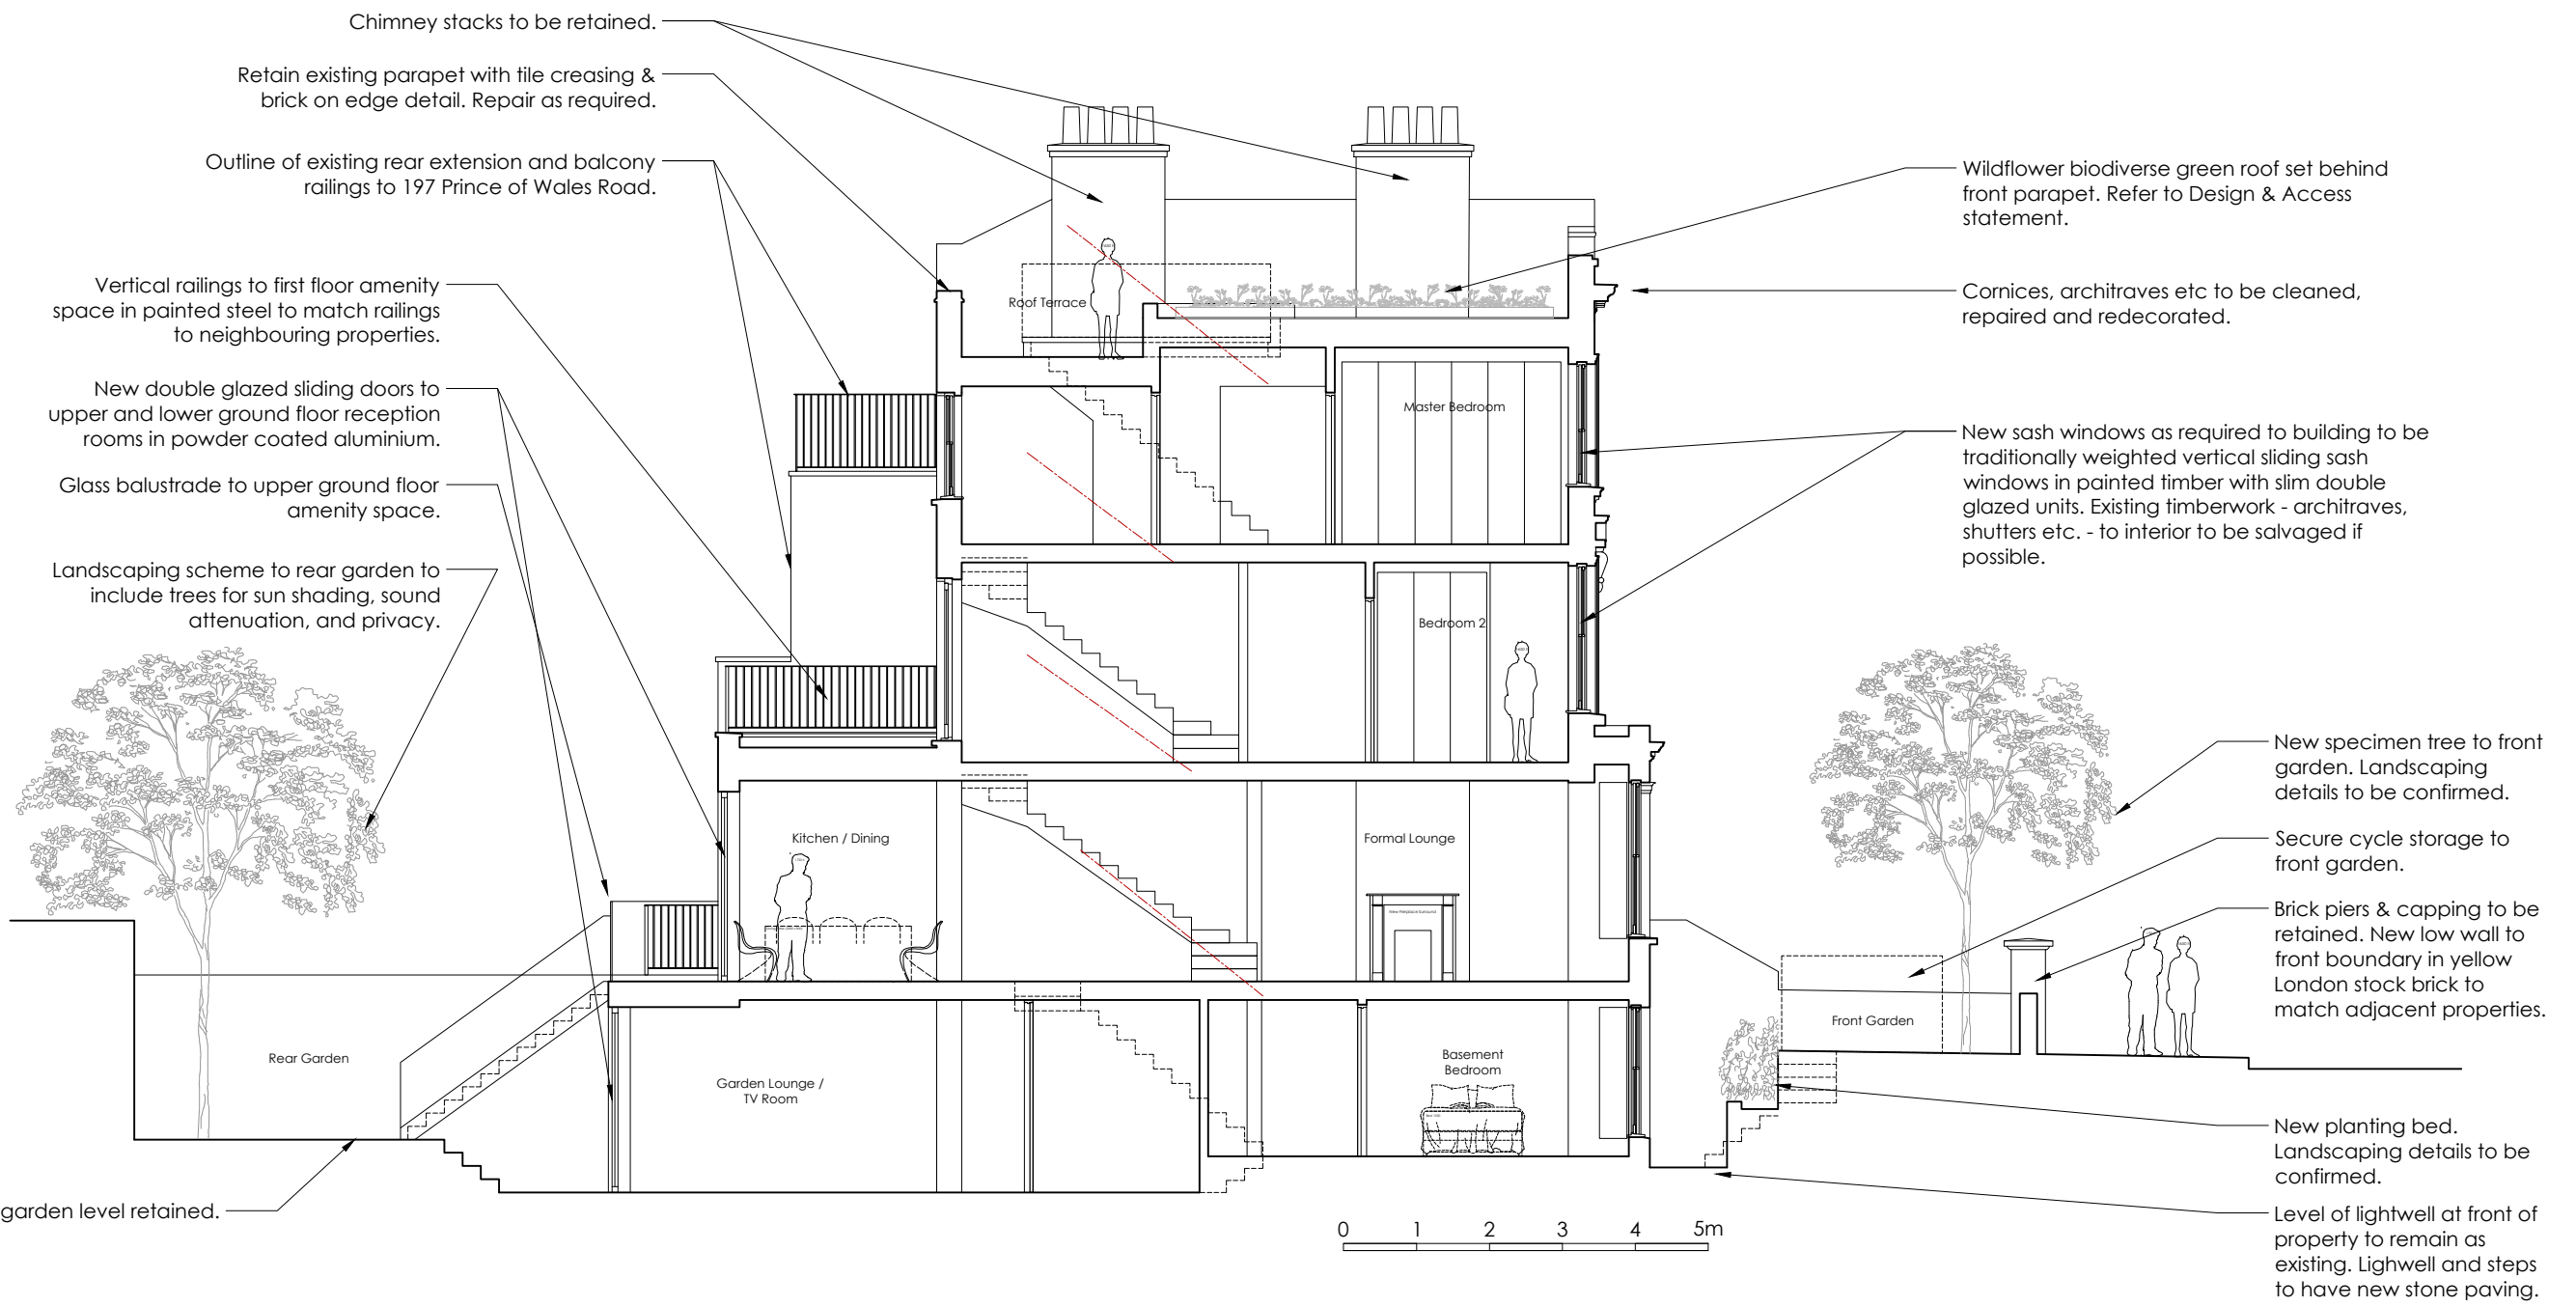 Chimney stacks to be retained.
Retain existing parapet with tile creasing &
brick on edge detail. Repair as required.
Outline of existing rear extension and balcony
railings to 197 Prince of Wales Road.
Vertical railings to first floor amenity
space in painted steel to match railings
to neighbouring properties.
New double glazed sliding doors to
upper and lower ground floor reception
rooms in powder coated aluminium.
Glass balustrade to upper ground floor
amenity space.
Landscaping scheme to rear garden to
include trees for sun shading, sound
attenuation, and privacy.
garden level retained.
Roof Terrace
Master Bedroom
Bedroom 2
Kitchen / Dining
Formal Lounge
New Fireplace Surround
Rear Garden
Garden Lounge /
TV Room
Basement
Bedroom
Front Garden
0 1 2 3 4 5m
Wildflower biodiverse green roof set behind
front parapet. Refer to Design & Access
statement.
Cornices, architraves etc to be cleaned,
repaired and redecorated.
New sash windows as required to building to be
traditionally weighted vertical sliding sash
windows in painted timber with slim double
glazed units. Existing timberwork - architraves,
shutters etc. - to interior to be salvaged if
possible.
New specimen tree to front
garden. Landscaping
details to be confirmed.
Secure cycle storage to
front garden.
Brick piers & capping to be
retained. New low wall to
front boundary in yellow
London stock brick to
match adjacent properties.
New planting bed.
Landscaping details to be
confirmed.
Level of lightwell at front of
property to remain as
existing. Lighwell and steps
to have new stone paving.